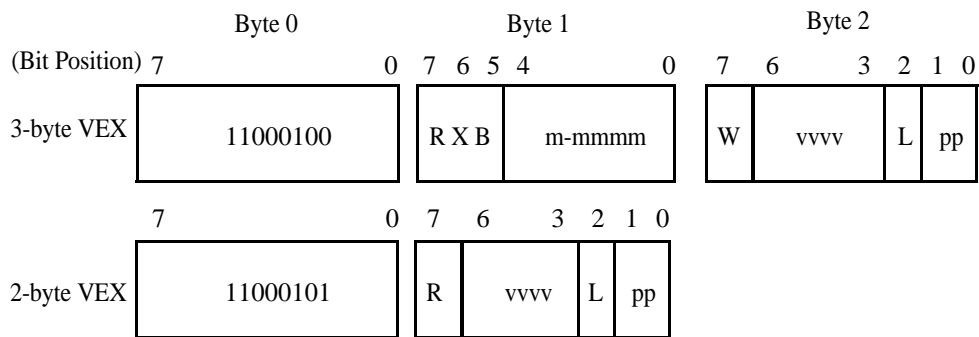 Byte 0 Byte 1 Byte 2
(Bit Position) 7 0 7 6 5 4 0 7 6 3 2 1 0
3-byte VEX 11000100 R X B m-mmmm W vvvv L pp
7 0 7 6 3 2 1 0
2-byte VEX 11000101 R vvvv L pp